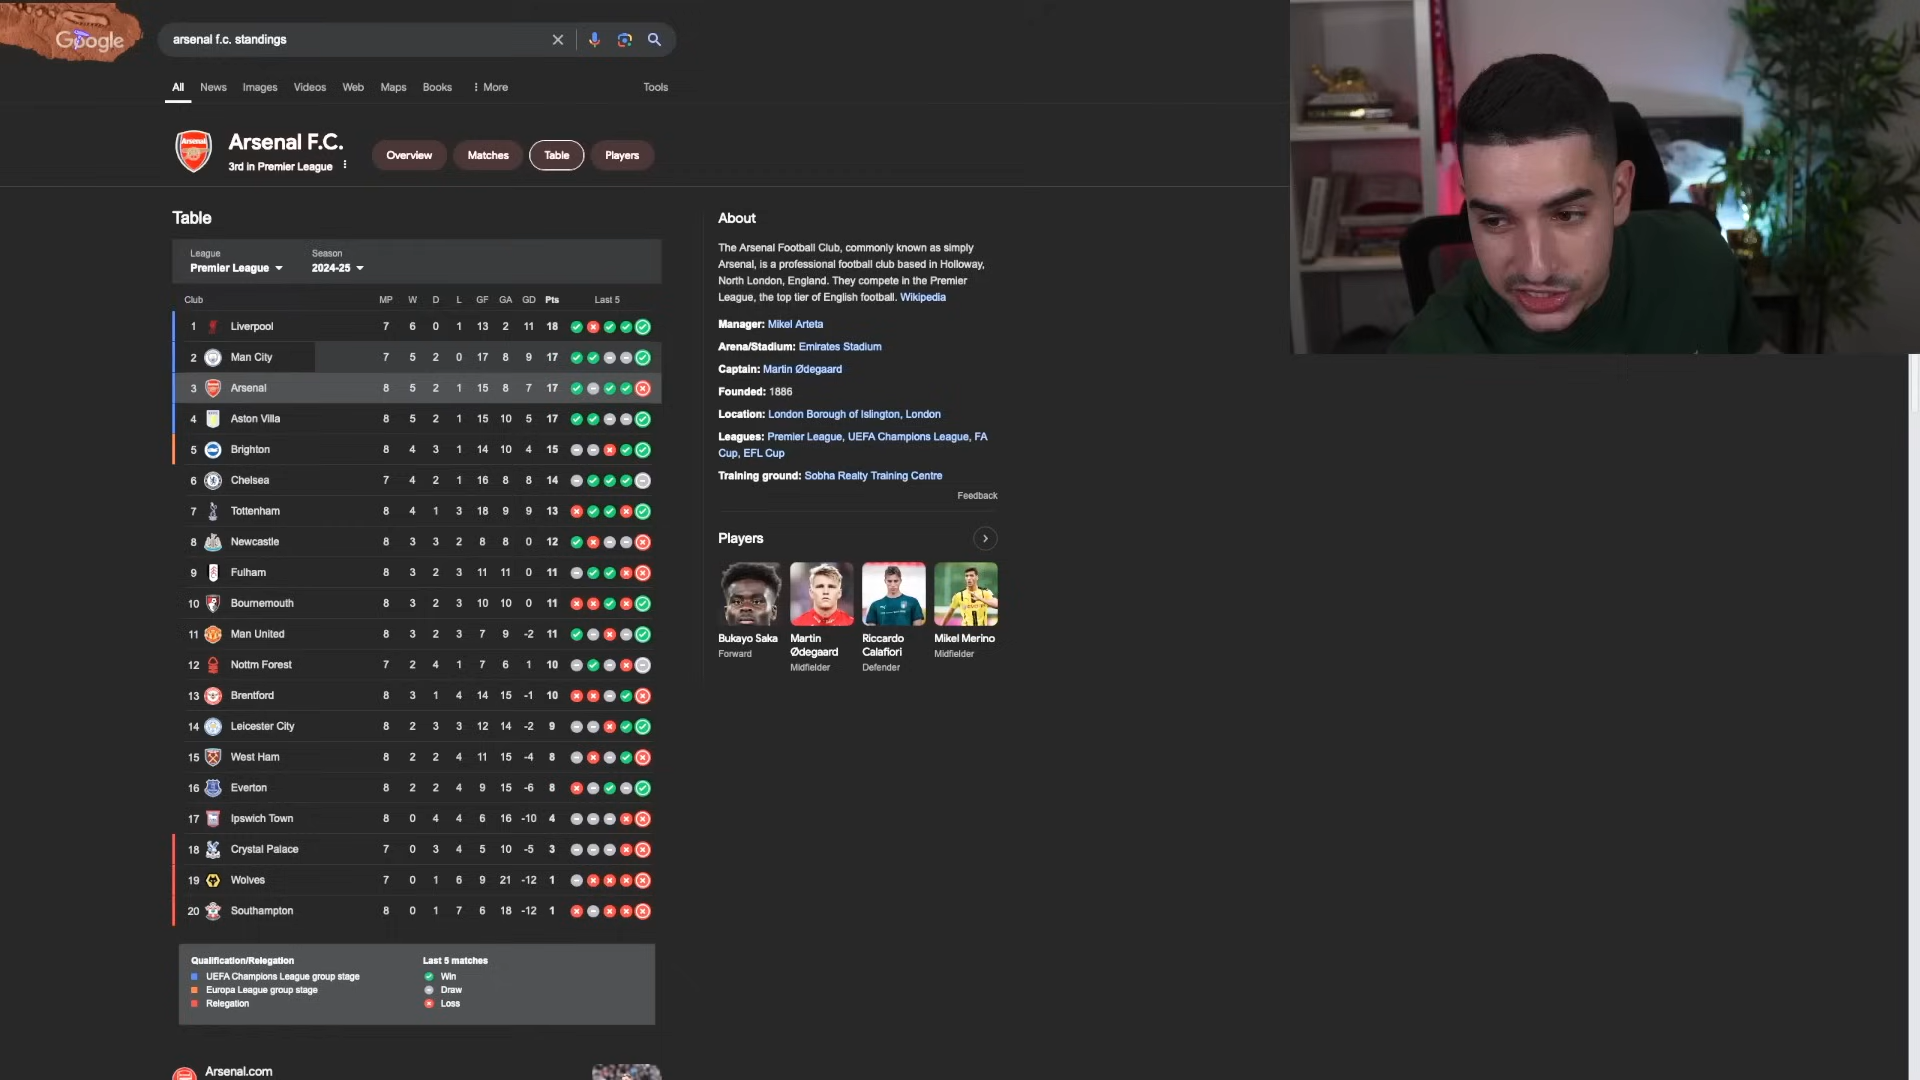 Google
arsenal f.c. standings
All News Images Videos Web Maps Books More Tools
Arsenal F.C.
3rd in Premier League
Overview Matches Table Players
Table
League Season
Premier League 2024-25
Club MP W D L GF GA GD Pts Last 5
1 Liverpool 7 6 0 1 13 2 11 18
2 Man City 7 5 2 0 17 8 9 17
3 Arsenal 8 5 2 1 15 8 7 17
4 Aston Villa 8 5 2 1 15 10 5 17
5 Brighton 8 4 3 1 14 10 4 15
6 Chelsea 7 4 2 1 16 8 8 14
7 Tottenham 8 4 1 3 18 9 9 13
8 Newcastle 8 3 3 2 8 8 0 12
9 Fulham 8 3 2 3 11 11 0 11
10 Bournemouth 8 3 2 3 10 10 0 11
11 Man United 8 3 2 3 7 9 -2 11
12 Nottm Forest 7 2 4 1 7 6 1 10
13 Brentford 8 3 1 4 14 15 -1 10
14 Leicester City 8 2 3 3 12 14 -2 9
15 West Ham 8 2 2 4 11 15 -4 8
16 Everton 8 2 2 4 9 15 -6 8
17 Ipswich Town 8 0 4 4 6 16 -10 4
18 Crystal Palace 7 0 3 4 5 10 -5 3
19 Wolves 7 0 1 6 9 21 -12 1
20 Southampton 8 0 1 7 6 18 -12 1
Qualification/Relegation
UEFA Champions League group stage
Europa League group stage
Relegation
Last 5 matches
Win
Draw
Loss
Arsenal.com
About
The Arsenal Football Club, commonly known as simply
Arsenal, is a professional football club based in Holloway,
North London, England. They compete in the Premier
League, the top tier of English football. Wikipedia
Manager: Mikel Arteta
Arena/Stadium: Emirates Stadium
Captain: Martin Ødegaard
Founded: 1886
Location: London Borough of Islington, London
Leagues: Premier League, UEFA Champions League, FA
Cup, EFL Cup
Training ground: Sobha Realty Training Centre
Feedback
Players
Bukayo Saka
Forward
Martin
Ødegaard
Midfielder
Riccardo
Calafiori
Defender
Mikel Merino
Midfielder